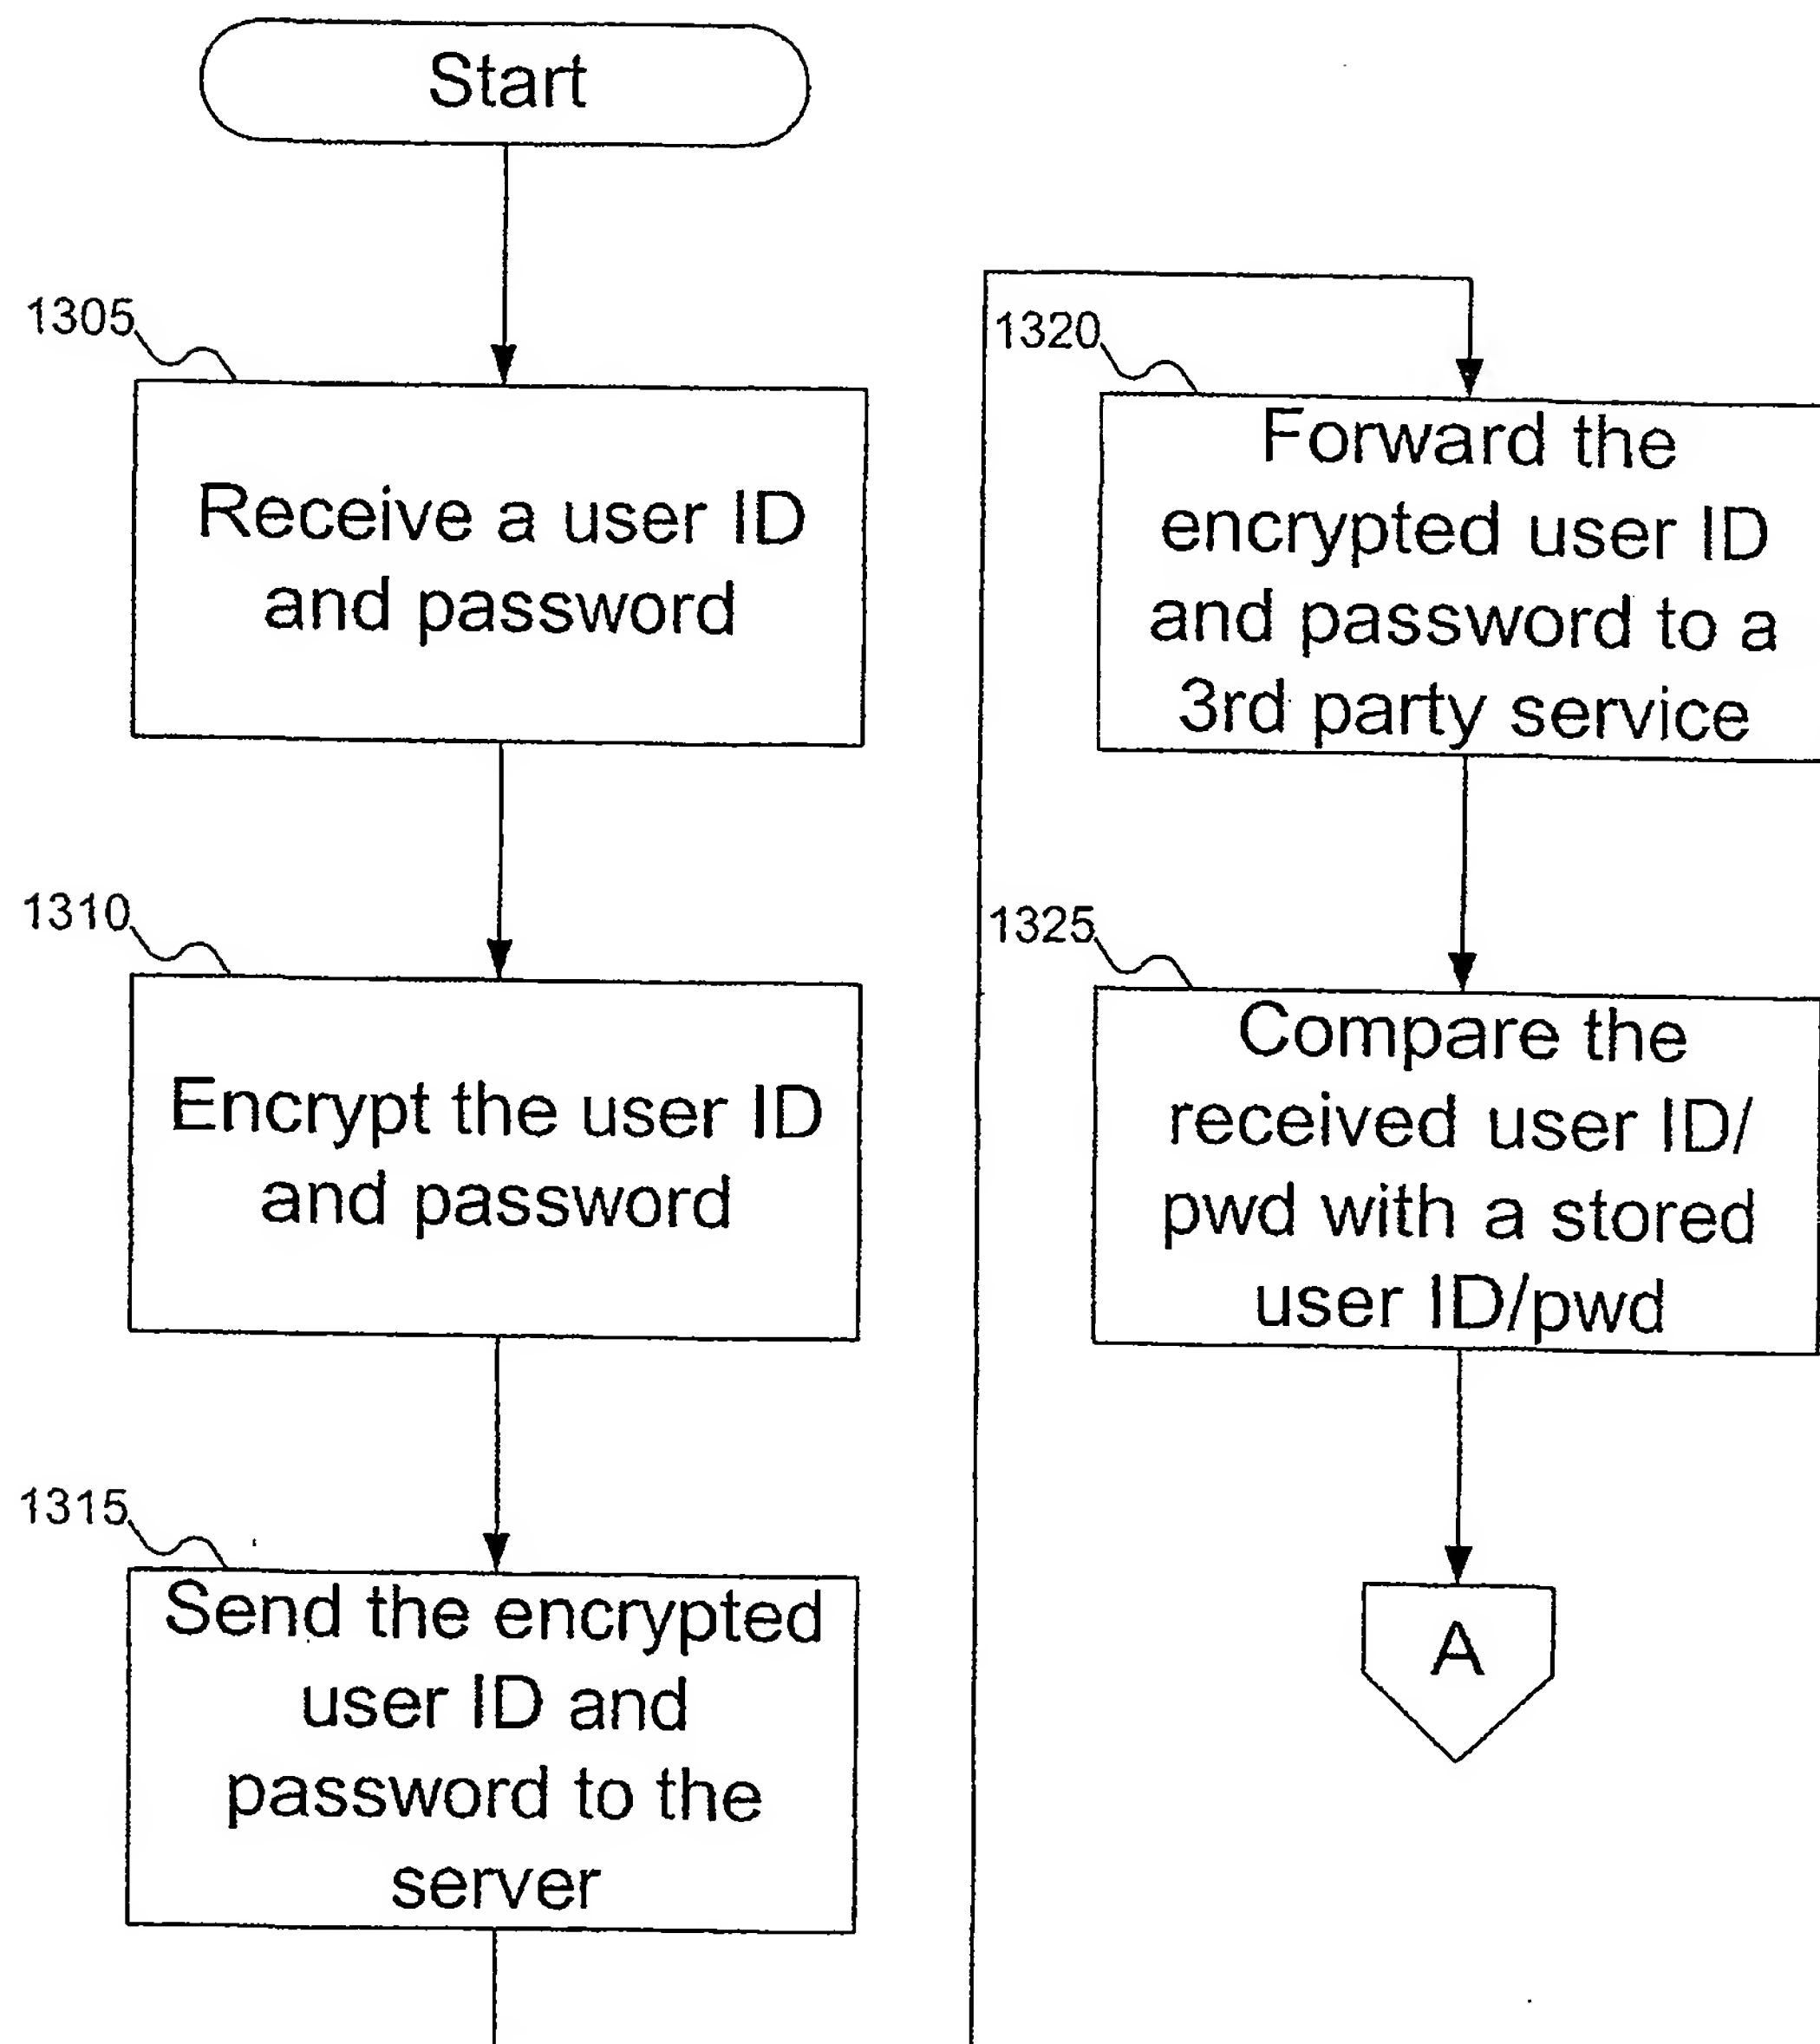 Start
1305
Receive a user ID
and password
1310
Encrypt the user ID
and password
1315
Send the encrypted
user ID and
password to the
server
1320
Forward the
encrypted user ID
and password to a
3rd party service
1325
Compare the
received user ID/
pwd with a stored
user ID/pwd
A